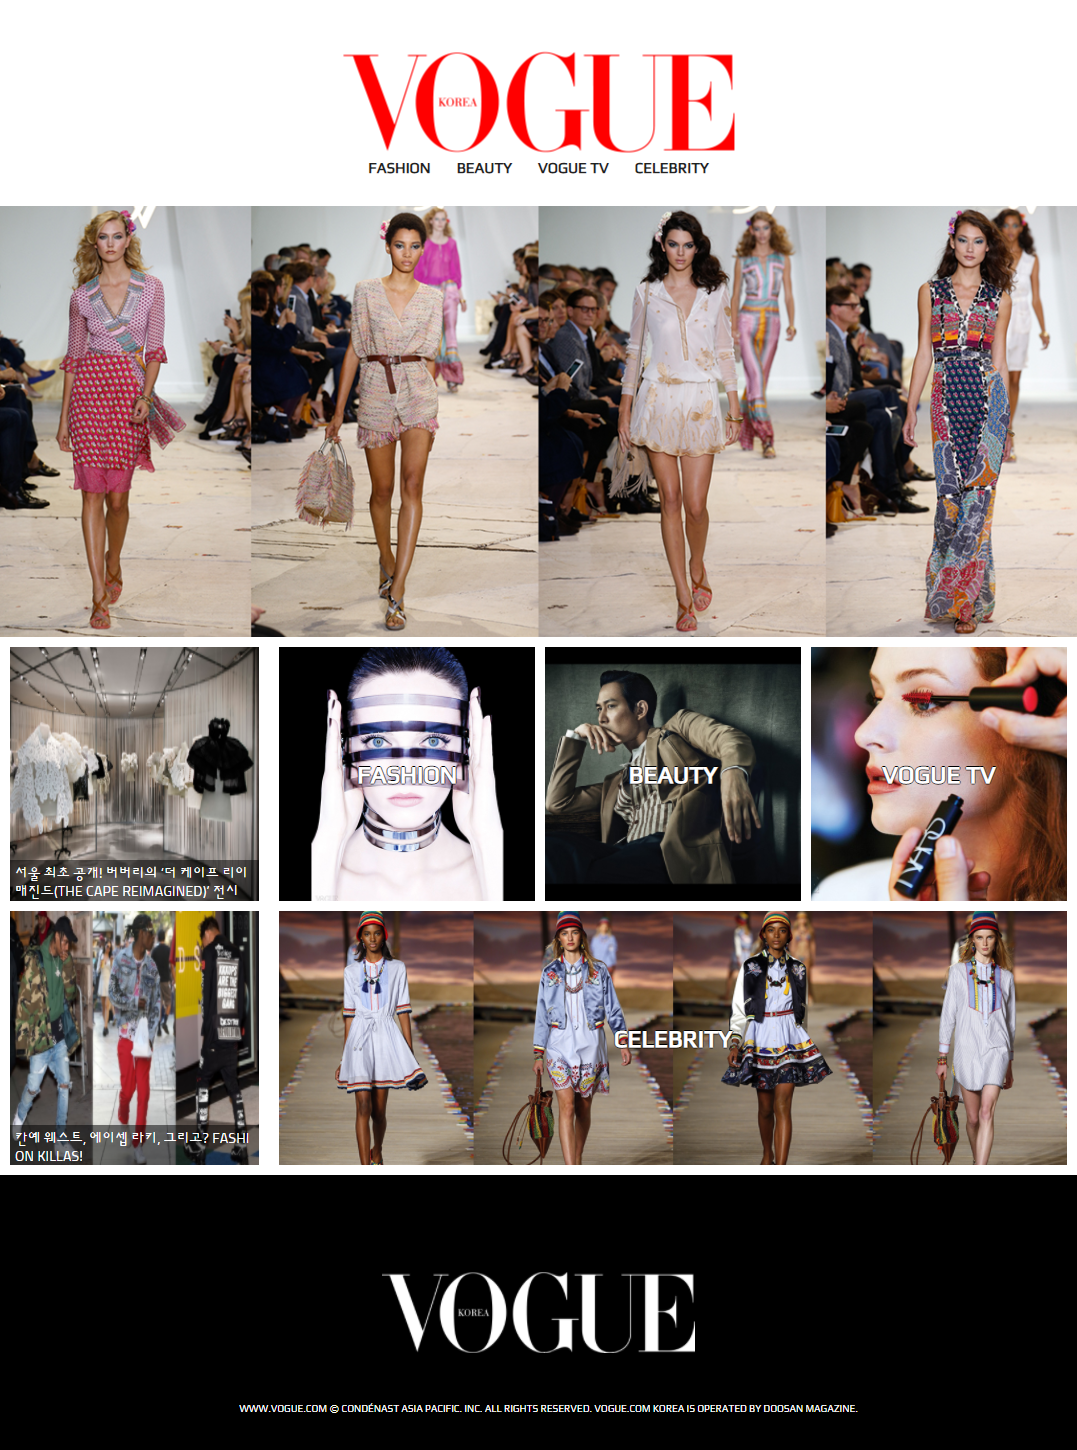 VOGUE
KOREA
FASHION BEAUTY VOGUE TV CELEBRITY
서울 최초 공개! 버버리의 '더 케이프 리이
매진드(THE CAPE REIMAGINED)' 전시
FASHION
BEAUTY
VOGUE TV
칸예 웨스트, 에이셉 라키, 그리고? FASHI
ON KILLAS!
CELEBRITY
VOGUE
KOREA
WWW.VOGUE.COM © CONDÉNAST ASIA PACIFIC. INC. ALL RIGHTS RESERVED. VOGUE.COM KOREA IS OPERATED BY DOOSAN MAGAZINE.